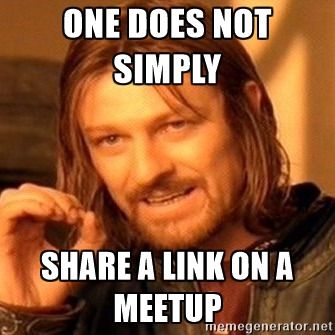 ONE DOES NOT
SIMPLY
SHARE A LINK ON A
MEETUP
memegenerator.net